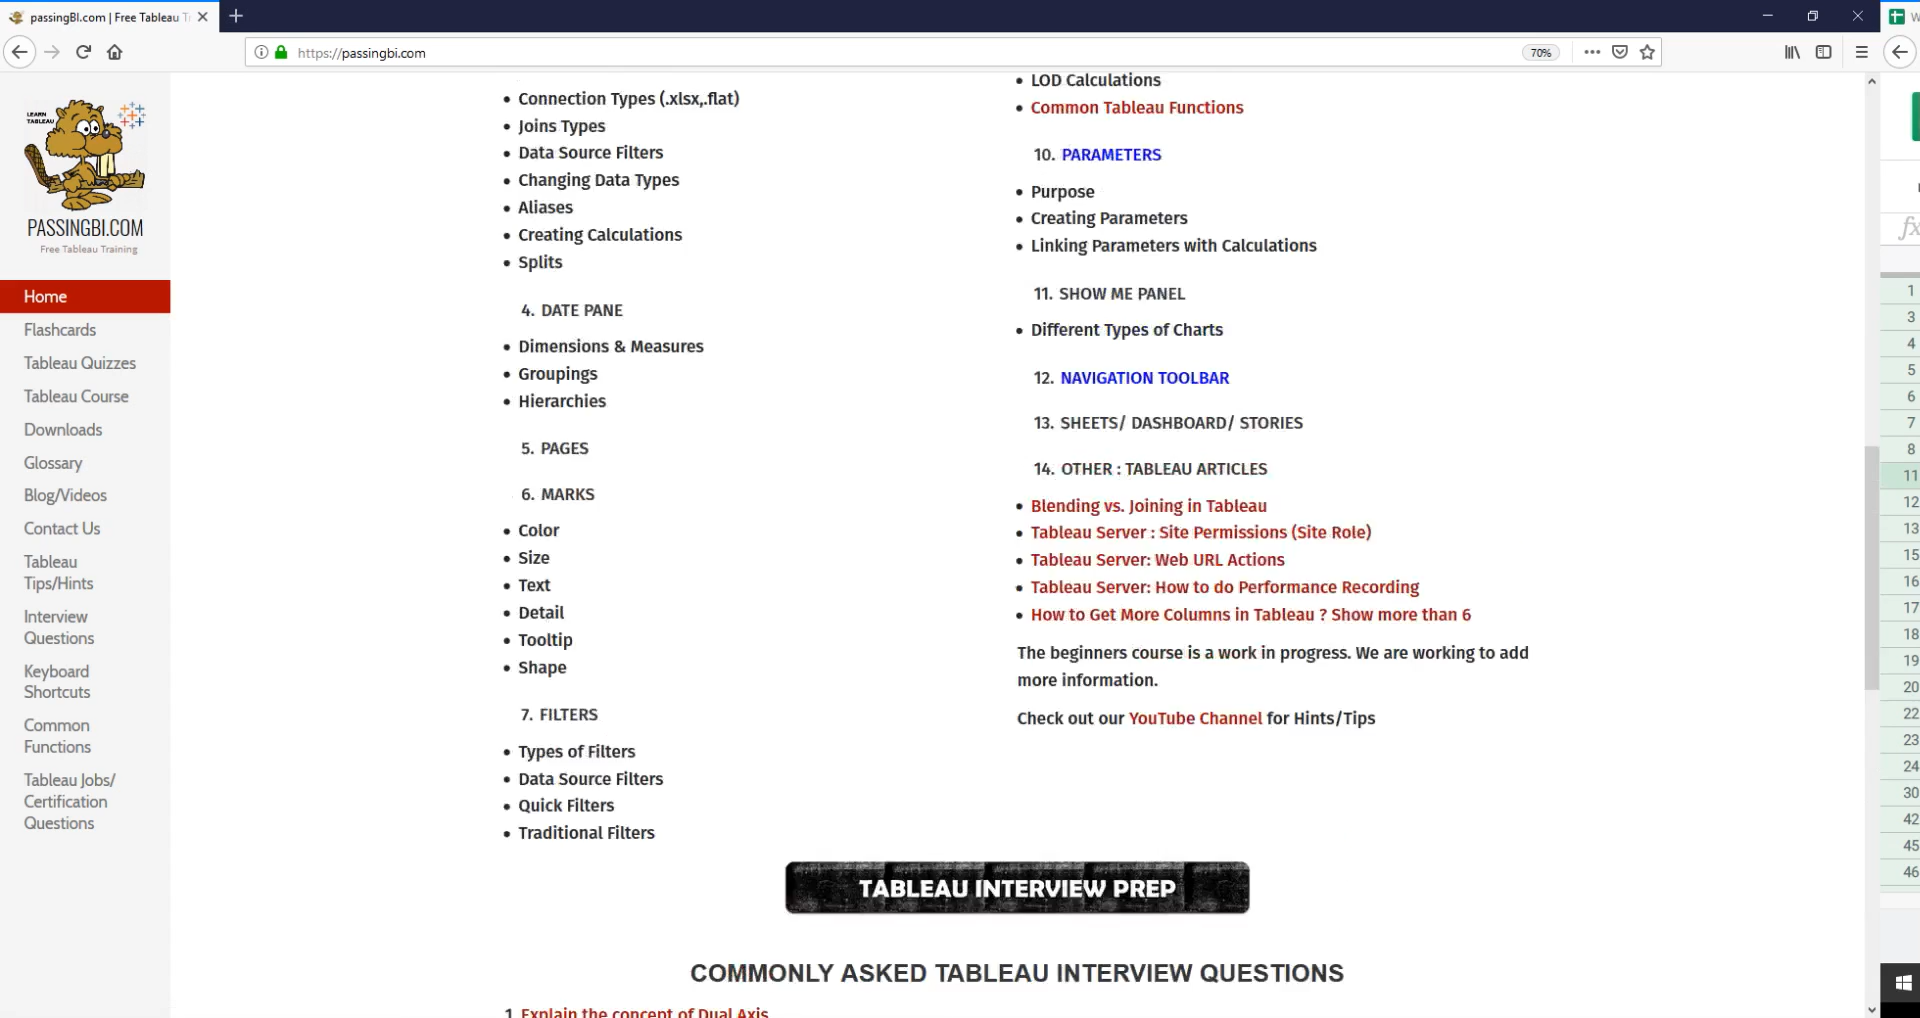 passingBI.com | Free Tableau Tr
https://passingbi.com
70%
LEARN
TABLEAU
PASSINGBI.COM
Free Tableau Training
Home
Flashcards
Tableau Quizzes
Tableau Course
Downloads
Glossary
Blog/Videos
Contact Us
Tableau
Tips/Hints
Interview
Questions
Keyboard
Shortcuts
Common
Functions
Tableau Jobs/
Certification
Questions
Connection Types (.xlsx,.flat)
Joins Types
Data Source Filters
Changing Data Types
Aliases
Creating Calculations
Splits
4. DATE PANE
Dimensions & Measures
Groupings
Hierarchies
5. PAGES
6. MARKS
Color
Size
Text
Detail
Tooltip
Shape
7. FILTERS
Types of Filters
Data Source Filters
Quick Filters
Traditional Filters
LOD Calculations
Common Tableau Functions
10. PARAMETERS
Purpose
Creating Parameters
Linking Parameters with Calculations
11. SHOW ME PANEL
Different Types of Charts
12. NAVIGATION TOOLBAR
13. SHEETS/ DASHBOARD/ STORIES
14. OTHER : TABLEAU ARTICLES
Blending vs. Joining in Tableau
Tableau Server : Site Permissions (Site Role)
Tableau Server: Web URL Actions
Tableau Server: How to do Performance Recording
How to Get More Columns in Tableau ? Show more than 6
The beginners course is a work in progress. We are working to add
more information.
Check out our YouTube Channel for Hints/Tips
TABLEAU INTERVIEW PREP
COMMONLY ASKED TABLEAU INTERVIEW QUESTIONS
1. Explain the concept of Dual Axis
W
fx
1
3
4
5
6
7
8
11
12
13
15
16
17
18
19
20
22
23
24
30
42
45
46